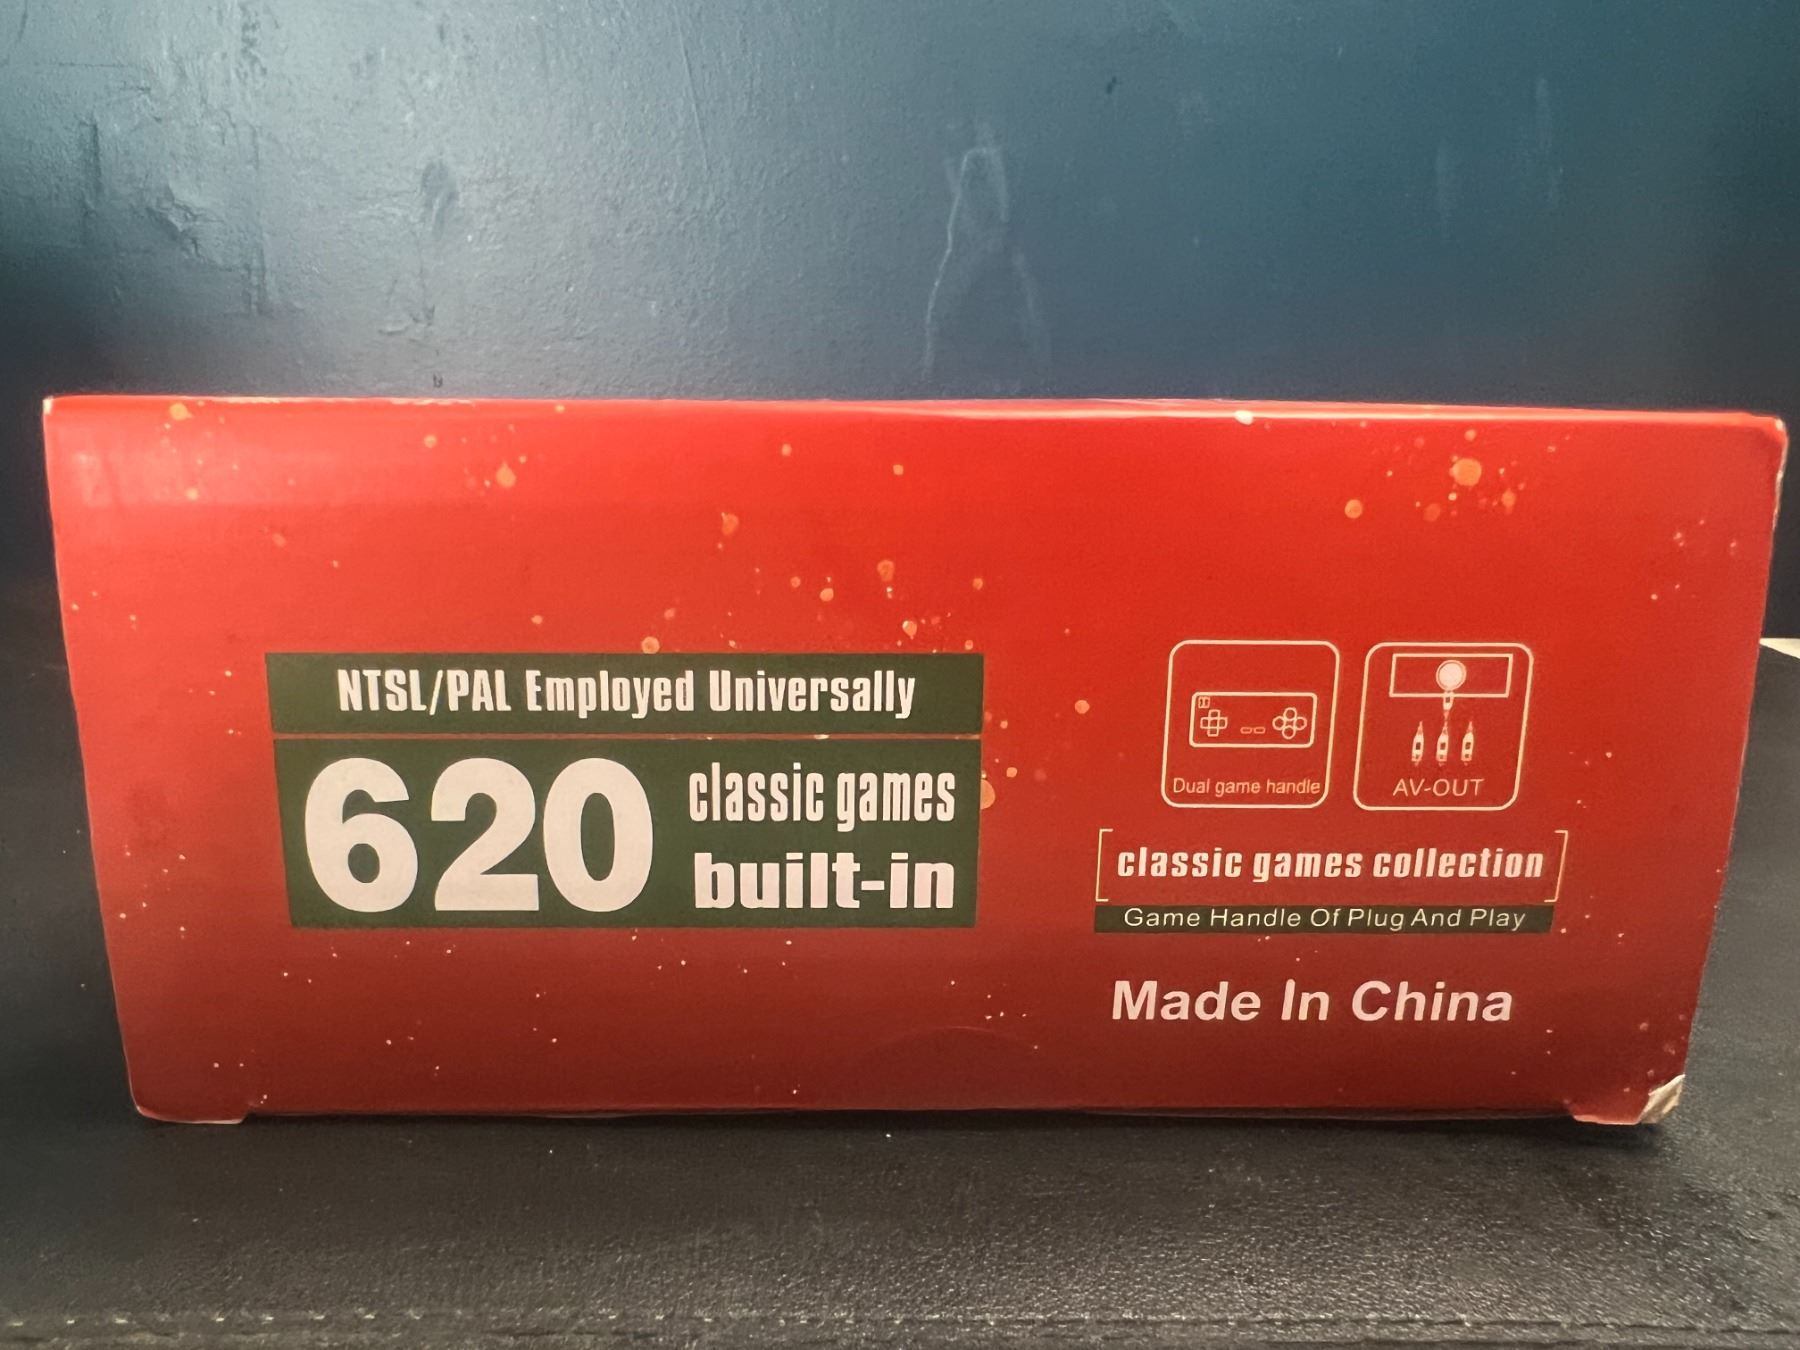 NTSL/PAL Employed Universally
620 classic games
built-in
Dual game handle
AV-OUT
classic games collection
Game Handle Of Plug And Play
Made In China